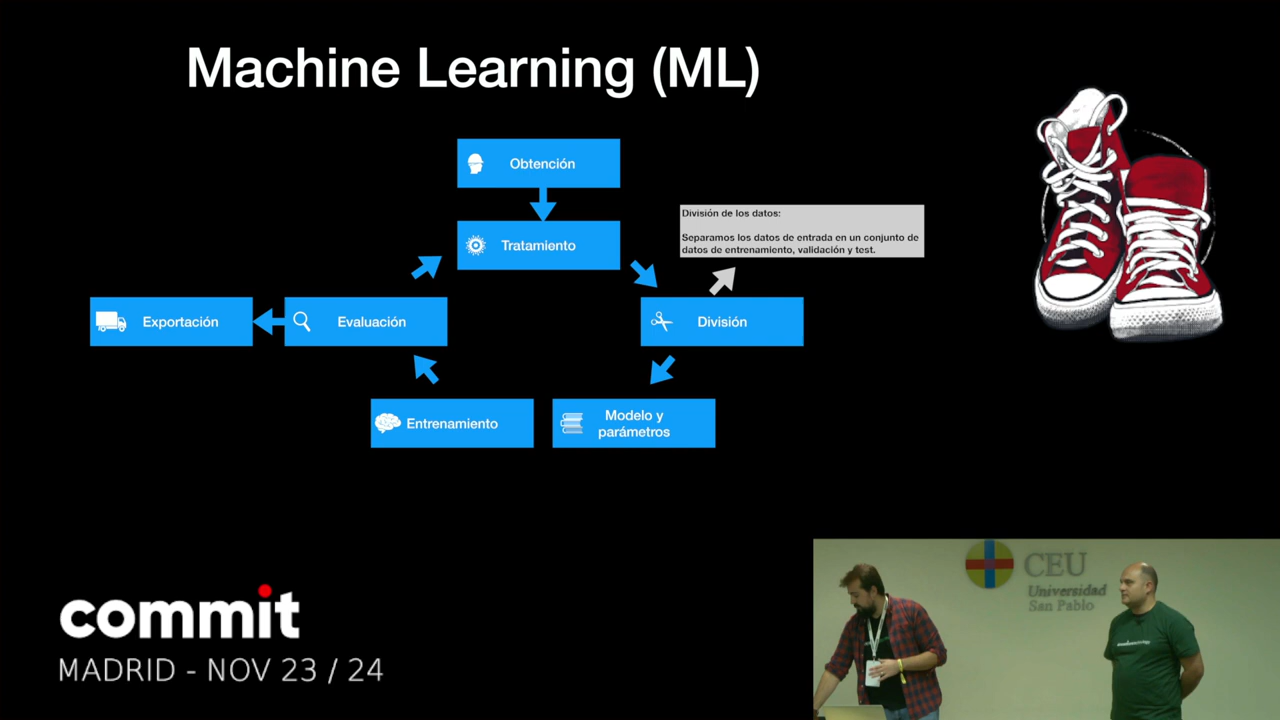 Machine Learning (ML)
Obtención
Tratamiento
División de los datos:
Separamos los datos de entrada en un conjunto de
datos de entrenamiento, validación y test.
Exportación
Evaluación
División
Entrenamiento
Modelo y
parámetros
commit
MADRID - NOV 23 / 24
CEU
Universidad
San Pablo